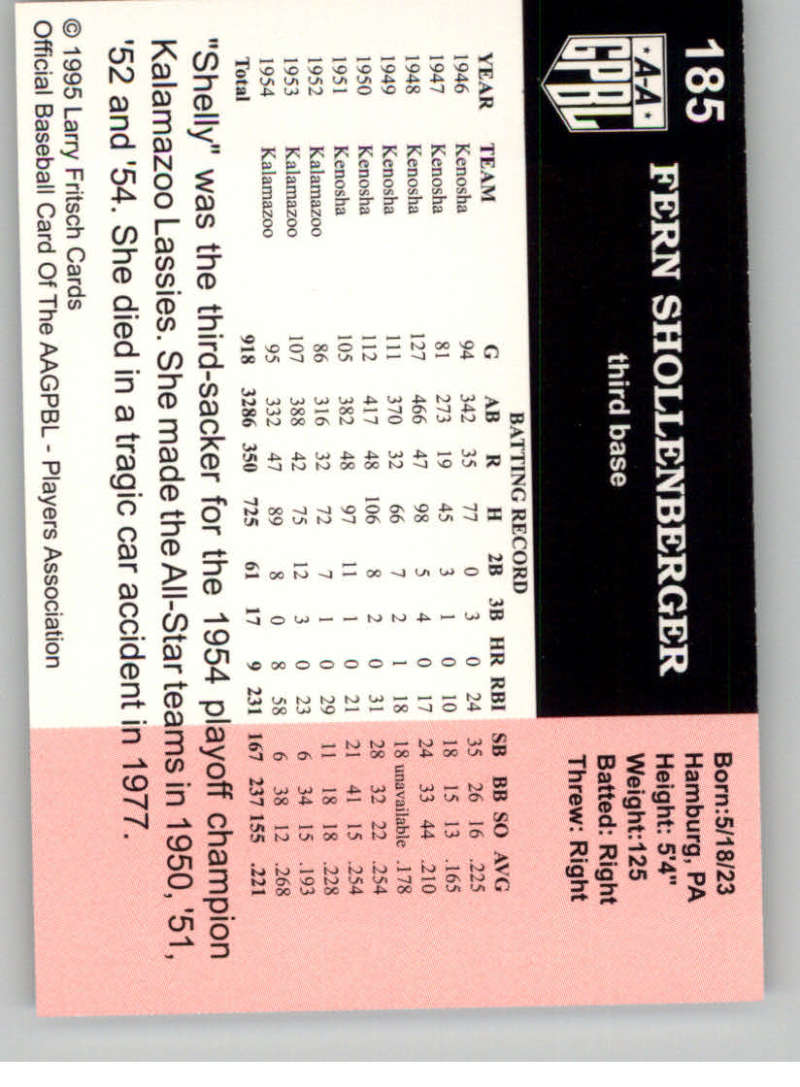 185
FERN SHOLLENBERGER
third base
·A-A·
GPBL
Born:5/18/23
Hamburg, PA
Height: 5'4"
Weight:125
Batted: Right
Threw: Right
BATTING RECORD
YEAR TEAM G AB R H 2B 3B HR RBI SB BB SO AVG
1946 Kenosha 94 342 35 77 0 3 0 24 35 26 16 .225
1947 Kenosha 81 273 19 45 3 1 0 10 18 15 13 .165
1948 Kenosha 127 466 47 98 5 4 0 17 24 33 44 .210
1949 Kenosha 111 370 32 66 7 2 1 18 18 unavailable .178
1950 Kenosha 112 417 48 106 8 2 0 31 28 32 22 .254
1951 Kenosha 105 382 48 97 11 1 0 21 21 41 15 .254
1952 Kalamazoo 86 316 32 72 7 1 0 29 11 18 18 .228
1953 Kalamazoo 107 388 42 75 12 3 0 23 6 34 15 .193
1954 Kalamazoo 95 332 47 89 8 0 8 58 6 38 12 .268
Total 918 3286 350 725 61 17 9 231 167 237 155 .221
"Shelly" was the third-sacker for the 1954 playoff champion
Kalamazoo Lassies. She made the All-Star teams in 1950, '51,
'52 and '54. She died in a tragic car accident in 1977.
© 1995 Larry Fritsch Cards
Official Baseball Card Of The AAGPBL - Players Association